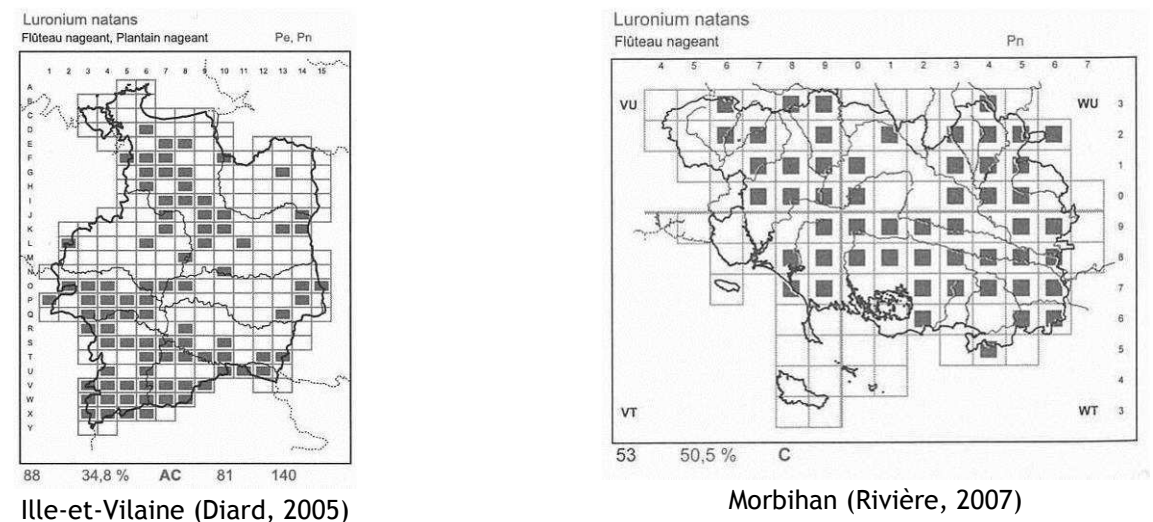 Luronium natans
Flûteau nageant, Plantain nageant Pe, Pn
1 2 3 4 5 6 7 8 9 10 11 12 13 14 15
A
B
C
D
E
F
G
H
I
J
K
L
M
N
O
P
Q
R
S
T
U
V
W
X
Y
88 34,8 % AC 81 140
Ille-et-Vilaine (Diard, 2005)
Luronium natans
Flûteau nageant Pn
4 5 6 7 8 9 0 1 2 3 4 5 6 7
VU WU 3
2
1
0
9
8
7
6
5
4
VT WT 3
53 50,5 % C
Morbihan (Rivière, 2007)